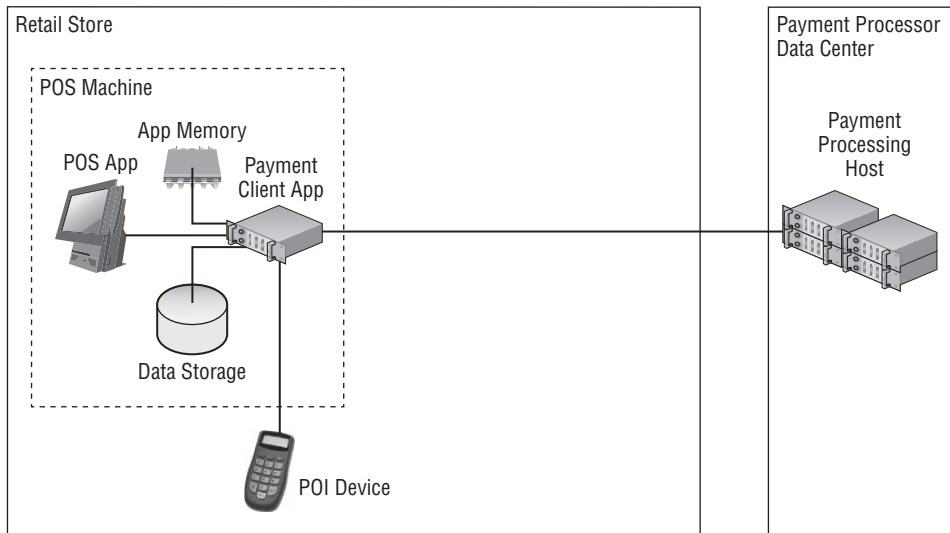 Retail Store
POS Machine
App Memory
POS App
Payment
Client App
Data Storage
POI Device
Payment Processor
Data Center
Payment
Processing
Host